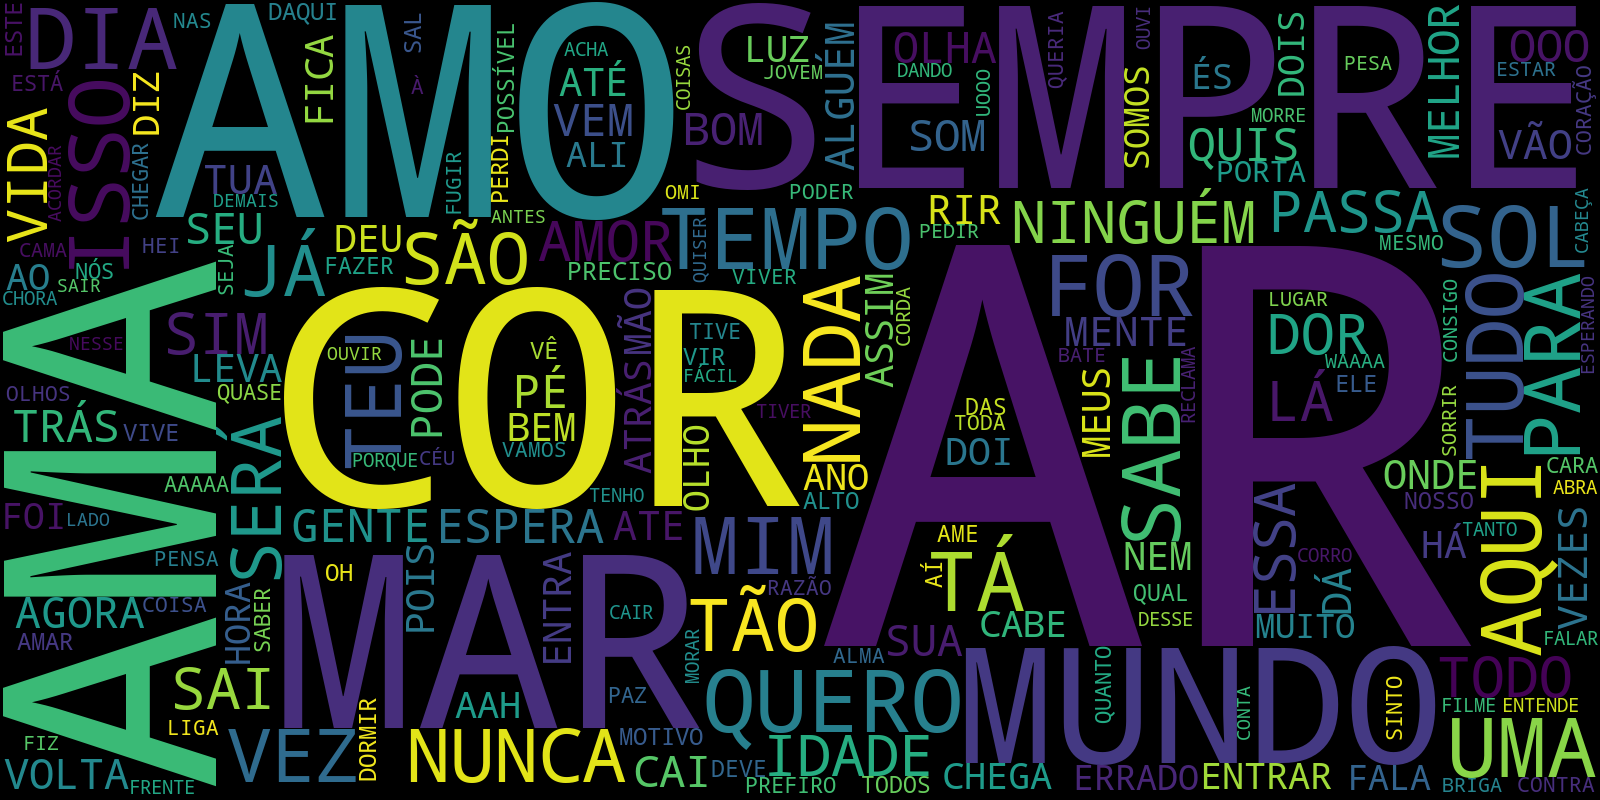 ESTE
DIA
NAS
DAQUI
AMO
SEMPRE
FICA
SAL
ACHA
ATÉ
VEM
ALI
POSSÍVEL
COISAS
LUZ
JOVEM
BOM
ALGUÉM
OLHA
DANDO
SOM
UOOO
QUERIA
OUVI
SOMOS
ÉS
DOIS
MORRE
QUIS
PORTA
PESA
MELHOR
OOO
ESTAR
CORAÇÃO
VÃO
ESTÁ
ISSO
DIZ
À
VIDA
ACORDAR
CHEGAR
TUA
DEMAIS
FUGIR
PERDI
ANTES
OMI
PODER
PEDIR
RIR
NINGUÉM
PASSA
MESMO
SOL
CABEÇA
CAMA
HEI
SEU
SEJA
JÁ
DEU
FAZER
SÃO
AMOR
PRECISO
TEMPO
QUISER
VIVER
AO
NÓS
SAIR
CHORA
AMA
NESSE
SIM
LEVA
QUASE
COR
OUVIR
TEU
PODE
PORQUE
CÉU
VÊ
PÉ
BEM
VAMOS
TENHO
ATRÁS
MÃO
TIVE
VIR
FÁCIL
TIVER
OLHO
NADA
ASSIM
CORDA
ANO
ALTO
AR
FOR
MENTE
BATE
MEUS
SABE
RECLAMA
LUGAR
DOR
WAAAA
ELE
LÁ
DAS
TODA
DOI
CONSIGO
TUDO
PARA
ESPERANDO
SORRIR
ONDE
NOSSO
CARA
ABRA
OLHOS
TRÁS
VIVE
AAAAA
SERÁ
FOI
LADO
PENSA
GENTE
ESPERA
ATE
MIM
RAZÃO
AME
AÍ
TÁ
CABE
NEM
QUAL
DESSE
ESSA
CORRO
DÁ
MUITO
HÁ
TANTO
AQUI
VEZES
FALAR
AGORA
COISA
AMAR
HORA
SABER
OH
MAR
POIS
ENTRA
CAIR
MORAR
TÃO
SUA
ALMA
SAI
LIGA
FIZ
VOLTA
FRENTE
VEZ
DORMIR
AAH
NUNCA
PAZ
MOTIVO
CAI
DEVE
QUERO
IDADE
PREFIRO
TODOS
MUNDO
QUANTO
CONTA
SINTO
CHEGA
ERRADO
ENTRAR
FALA
TODO
FILME
ENTENDE
UMA
BRIGA
CONTRA